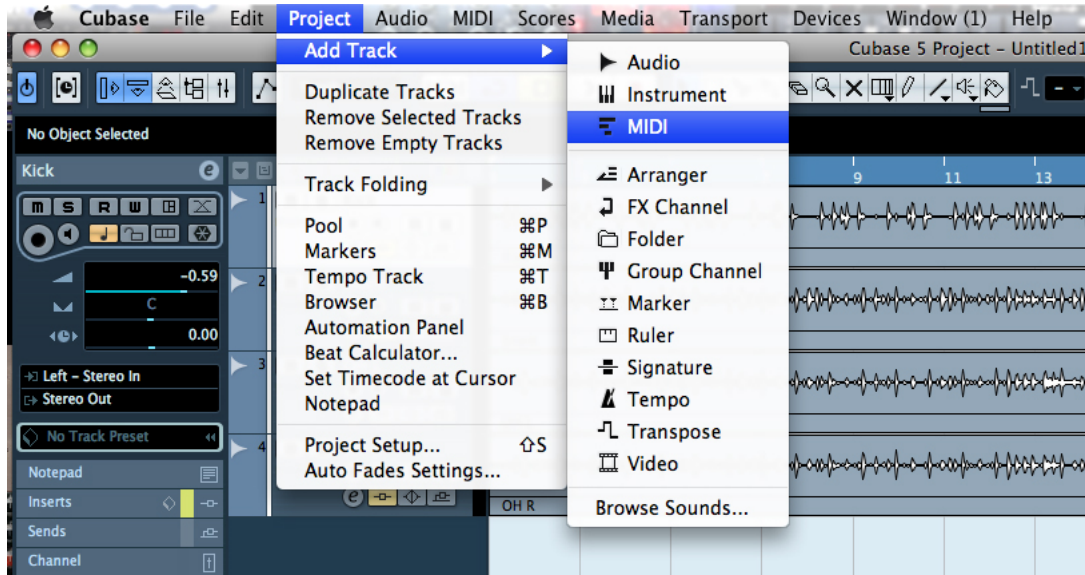 Cubase File Edit Project Audio MIDI Scores Media Transport Devices Window (1) Help
Cubase 5 Project – Untitled1
No Object Selected
Kick
e
m S R W
-0.59
C
0.00
Left – Stereo In
Stereo Out
No Track Preset
Notepad
Inserts
Sends
Channel
Add Track
Duplicate Tracks
Remove Selected Tracks
Remove Empty Tracks
Track Folding
Pool ⌘P
Markers ⌘M
Tempo Track ⌘T
Browser ⌘B
Automation Panel
Beat Calculator...
Set Timecode at Cursor
Notepad
Project Setup... ⇧S
Auto Fades Settings...
Audio
Instrument
MIDI
Arranger
FX Channel
Folder
Group Channel
Marker
Ruler
Signature
Tempo
Transpose
Video
Browse Sounds...
9 11 13
1
2
3
4
e
OH R